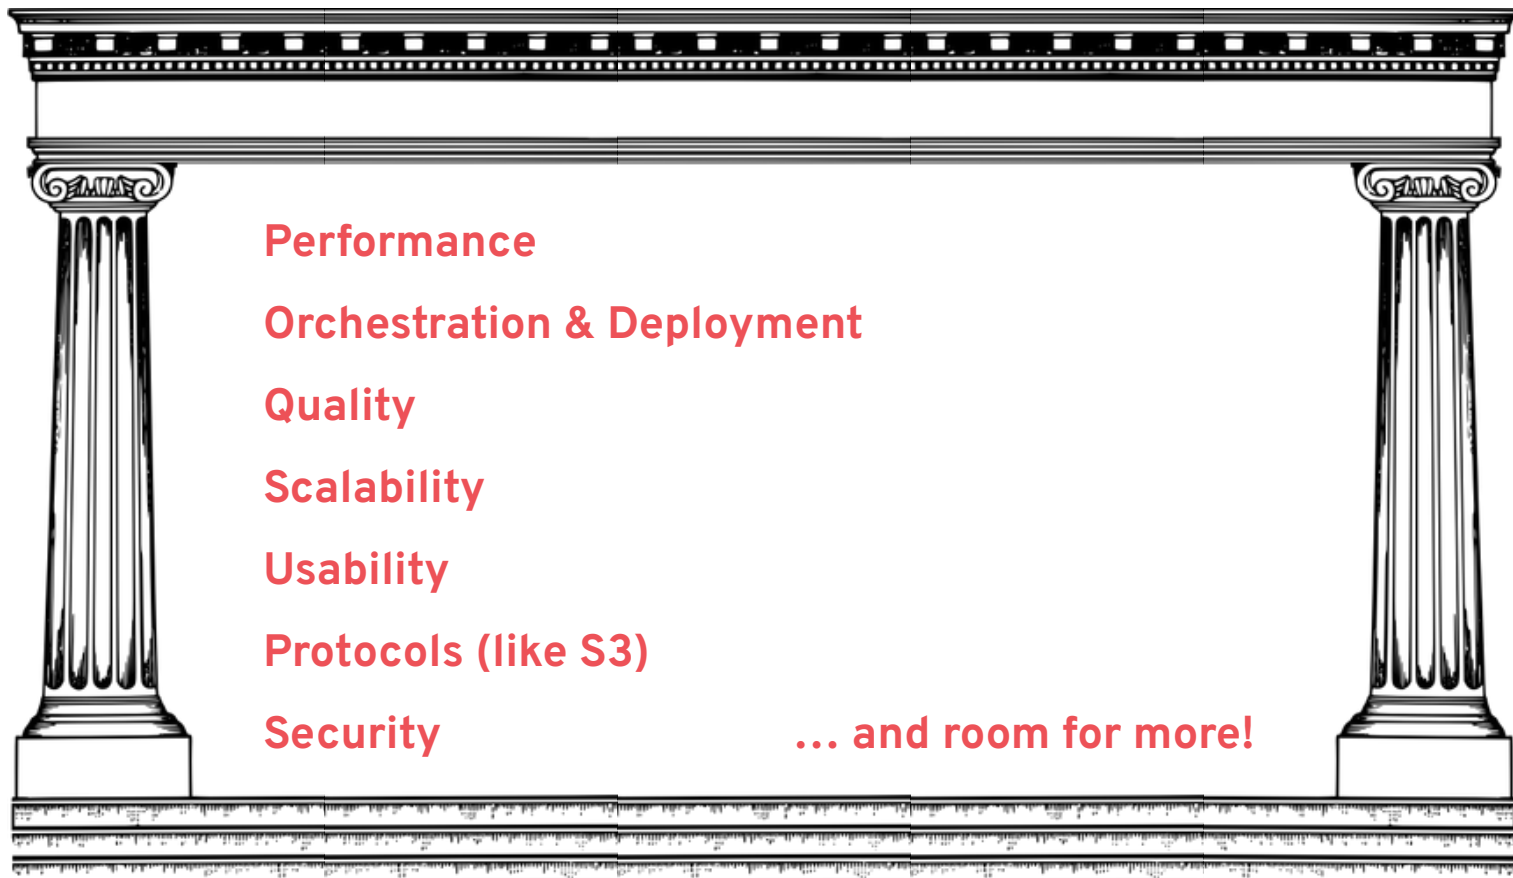 Performance
Orchestration & Deployment
Quality
Scalability
Usability
Protocols (like S3)
Security
... and room for more!